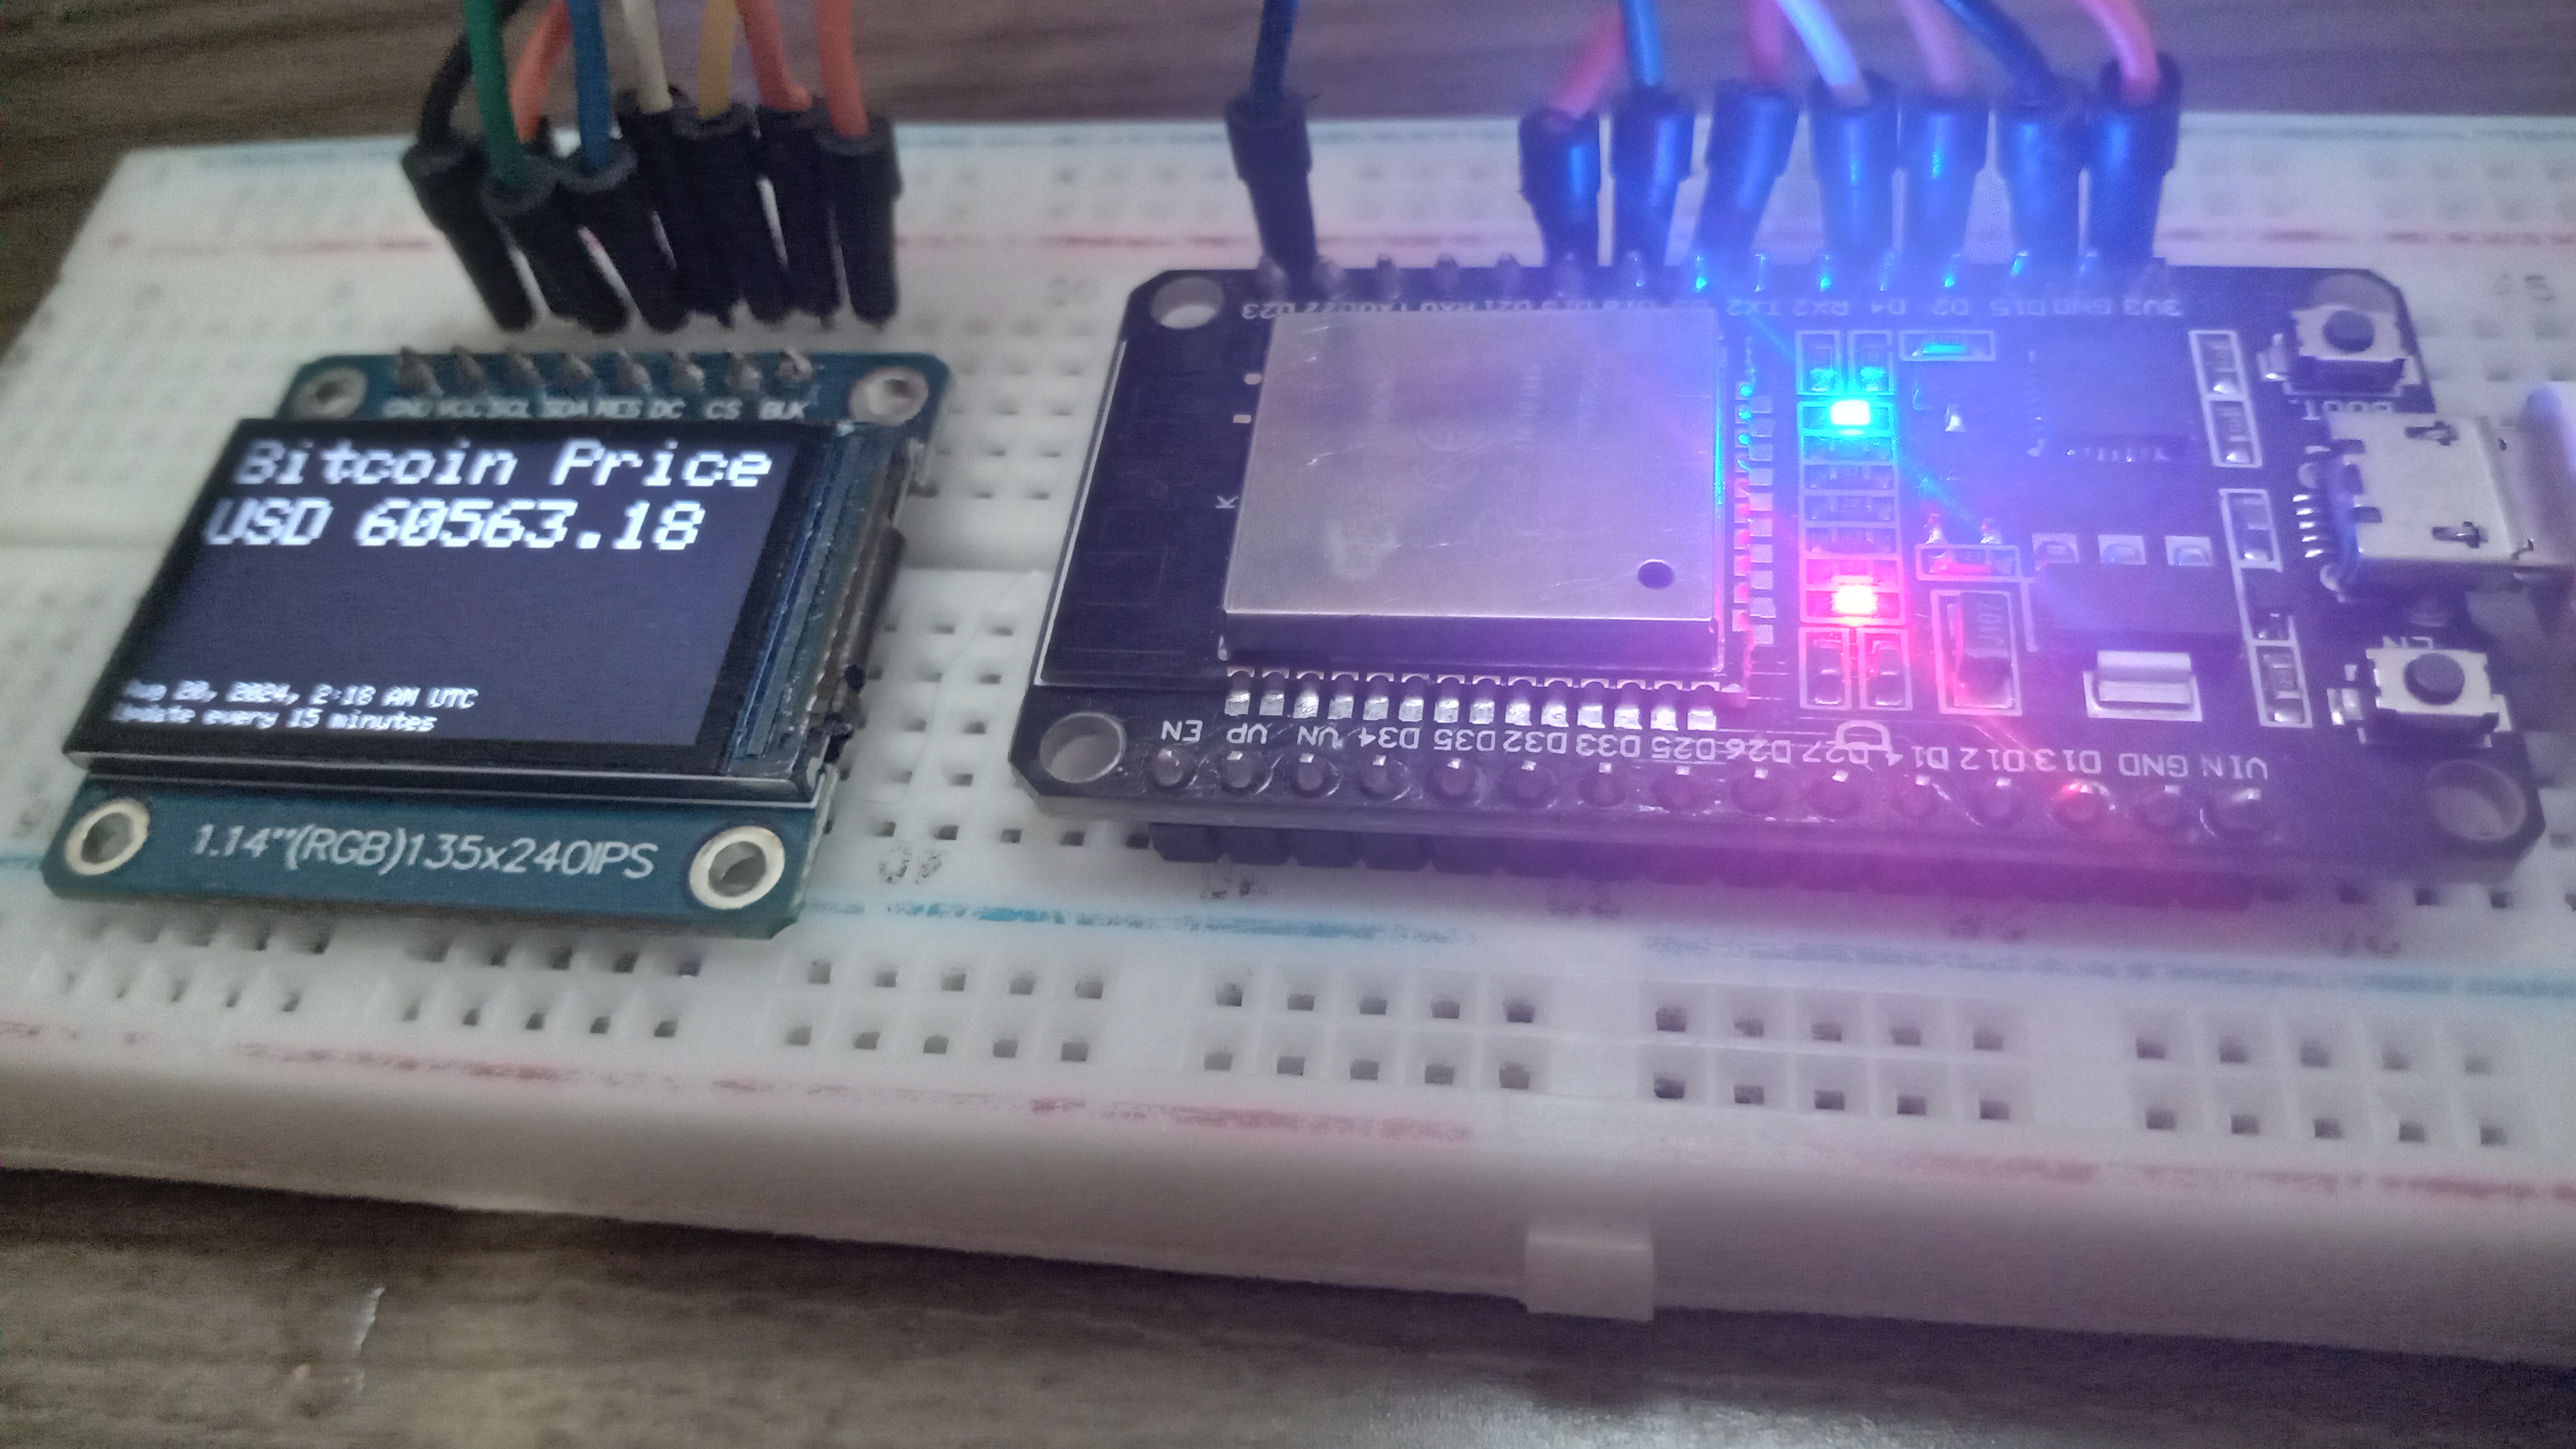 GND VCC SCL SDA RES DC CS BLK
Bitcoin Price
USD 60563.18
Aug 20, 2024, 2:18 AM UTC
Update every 15 minutes
1.14"(RGB)135x240IPS
D23 D22 TX0 RX0 D21 D19 D18 D5 TX2 RX2 D4 D2 D15 GND 3V3
BOOT
EN
EN VP VN D34 D35 D32 D33 D25 D26 D27 D14 D12 D13 GND VIN